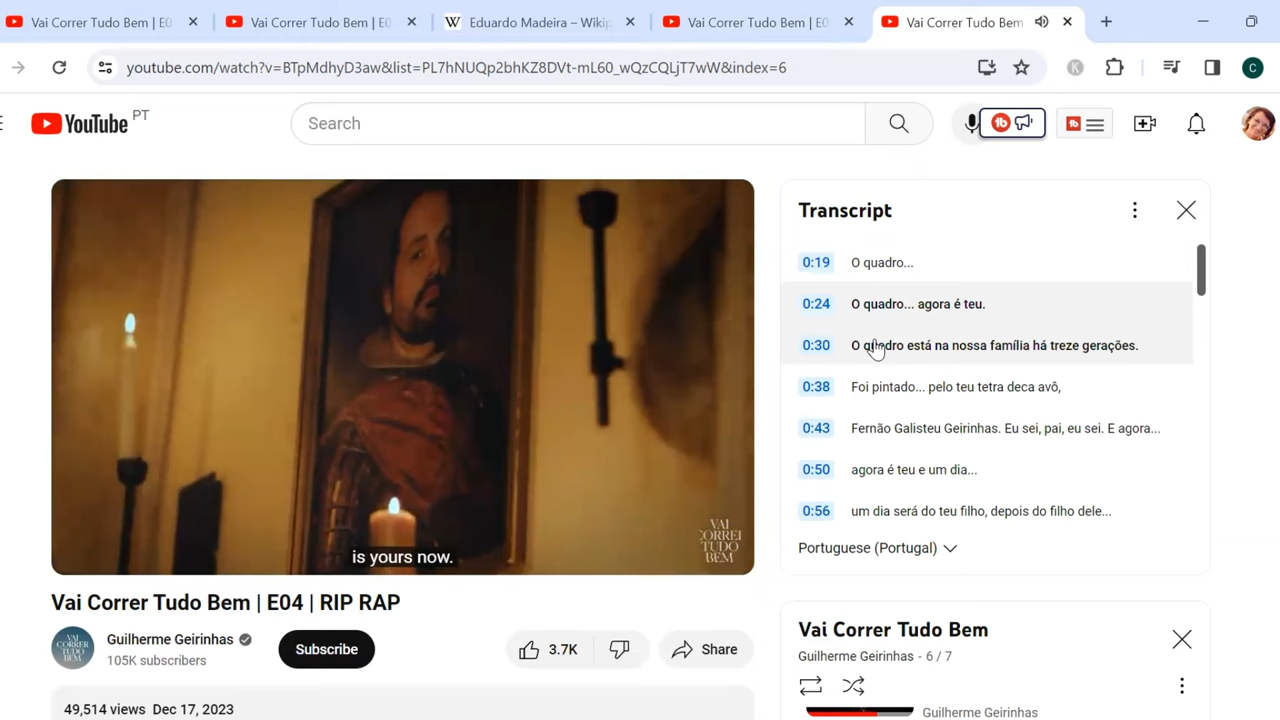 Vai Correr Tudo Bem | E0
Vai Correr Tudo Bem | E0
W Eduardo Madeira – Wikip
Vai Correr Tudo Bem | E0
Vai Correr Tudo Bem
youtube.com/watch?v=BTpMdhyD3aw&list=PL7hNUQp2bhKZ8DVt-mL60_wQzCQLjT7wW&index=6
K
C
YouTube PT
Search
tb
tb
Transcript
0:19 O quadro...
0:24 O quadro... agora é teu.
0:30 O quadro está na nossa família há treze gerações.
0:38 Foi pintado... pelo teu tetra deca avô,
0:43 Fernão Galisteu Geirinhas. Eu sei, pai, eu sei. E agora...
0:50 agora é teu e um dia...
0:56 um dia será do teu filho, depois do filho dele...
Portuguese (Portugal)
is yours now.
VAI
CORRER
TUDO
BEM
Vai Correr Tudo Bem | E04 | RIP RAP
VAI
CORRER
TUDO
BEM
Guilherme Geirinhas
105K subscribers
Subscribe
3.7K
Share
49,514 views Dec 17, 2023
Vai Correr Tudo Bem
Guilherme Geirinhas - 6 / 7
Guilherme Geirinhas